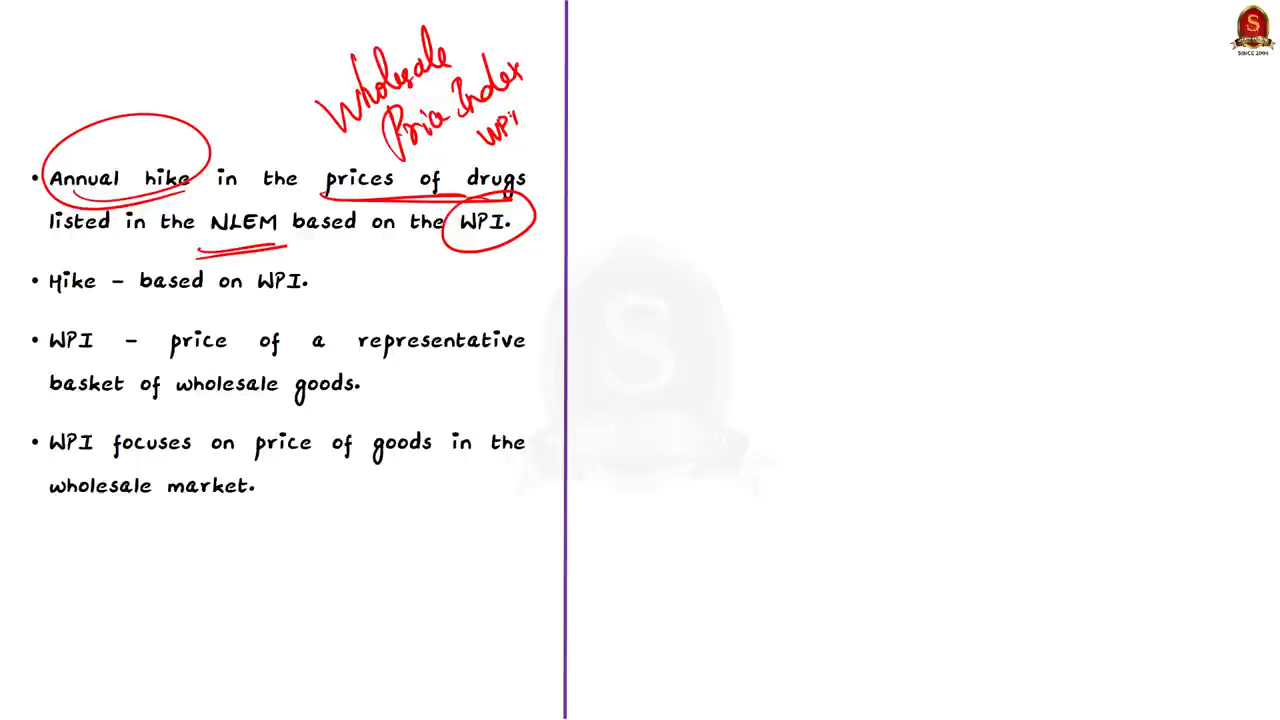 Wholesale
Price Index
WPI
• Annual hike in the prices of drugs
listed in the NLEM based on the WPI.
• Hike - based on WPI.
• WPI - price of a representative
basket of wholesale goods.
• WPI focuses on price of goods in the
wholesale market.
S
SINCE 2004
S